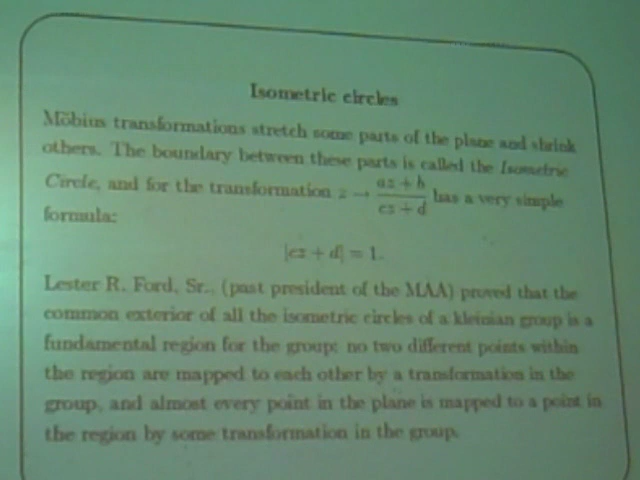 Isometric circles
Möbius transformations stretch some parts of the plane and shrink
others. The boundary between these parts is called the Isometric
Circle, and for the transformation z → (az + b)/(cz + d) has a very simple
formula:
|cz + d| = 1.
Lester R. Ford, Sr., (past president of the MAA) proved that the
common exterior of all the isometric circles of a kleinian group is a
fundamental region for the group: no two different points within
the region are mapped to each other by a transformation in the
group, and almost every point in the plane is mapped to a point in
the region by some transformation in the group.